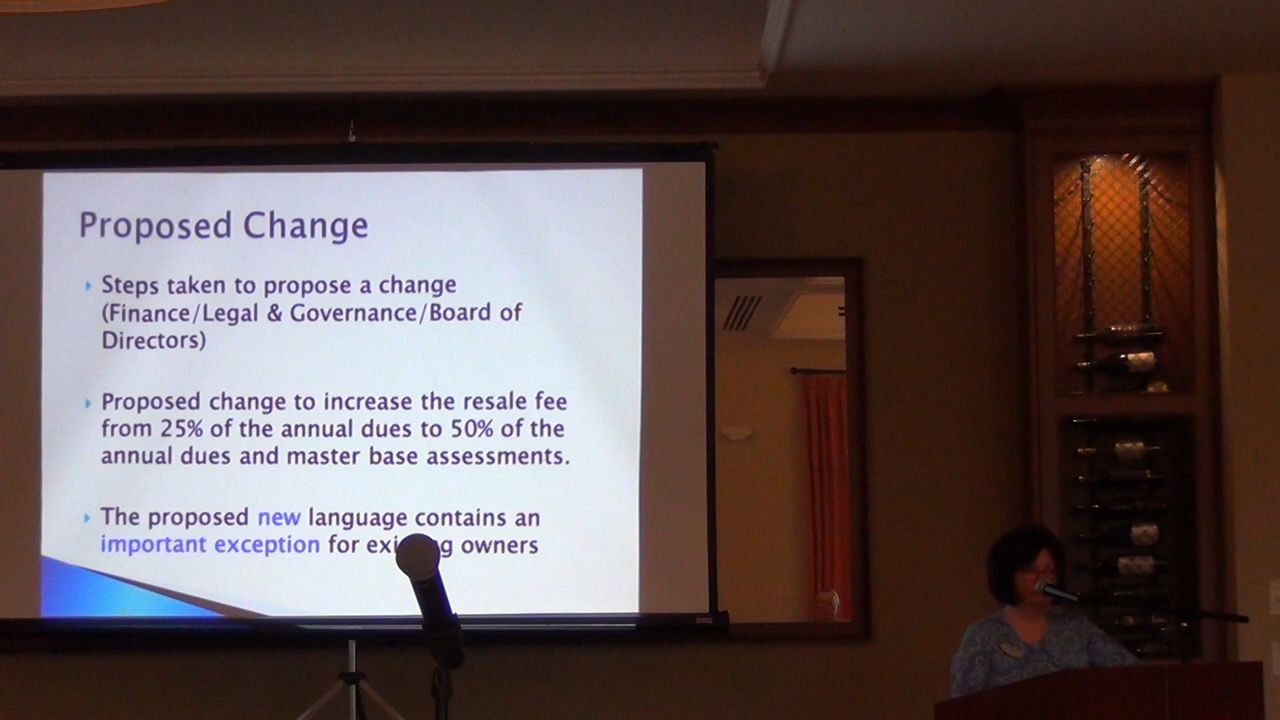 Proposed Change
Steps taken to propose a change
(Finance/Legal & Governance/Board of
Directors)
Proposed change to increase the resale fee
from 25% of the annual dues to 50% of the
annual dues and master base assessments.
The proposed new language contains an
important exception for existing owners